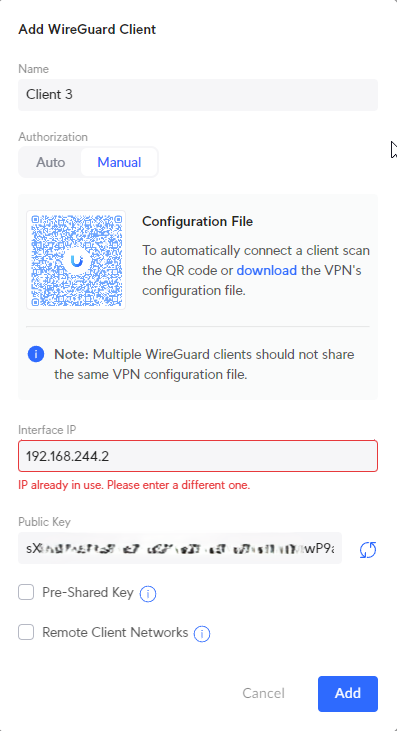 Add WireGuard Client
Name
Client 3
Authorization
Auto Manual
Configuration File
To automatically connect a client scan
the QR code or download the VPN's
configuration file.
Note: Multiple WireGuard clients should not share
the same VPN configuration file.
Interface IP
192.168.244.2
IP already in use. Please enter a different one.
Public Key
Pre-Shared Key
Remote Client Networks
Cancel Add